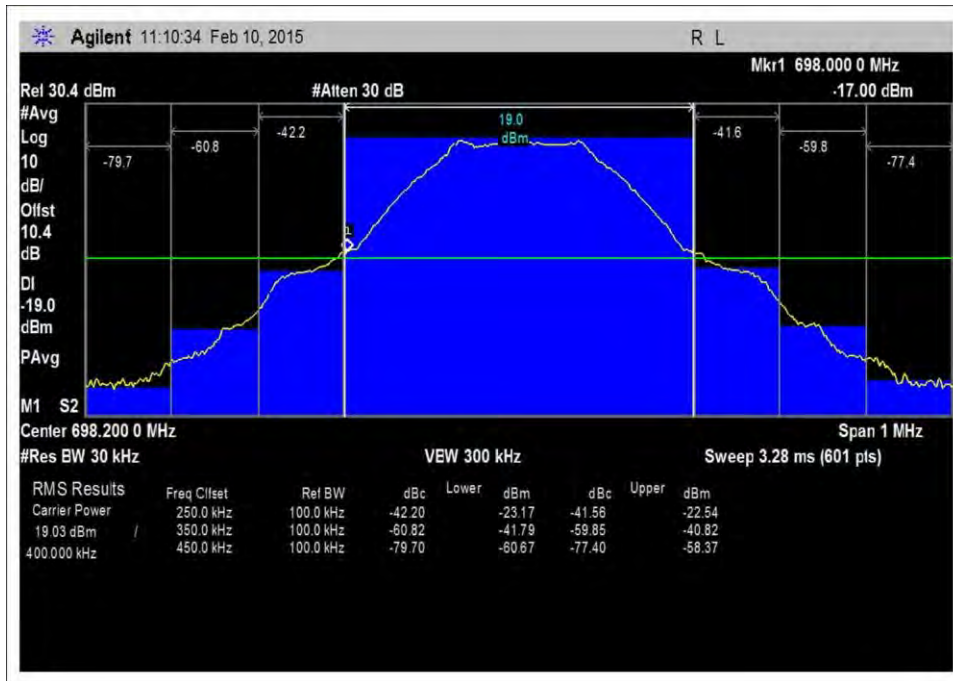 Agilent 11:10:34 Feb 10, 2015 R L
Mkr1 698.000 0 MHz
Rel 30.4 dBm #Atten 30 dB -17.00 dBm
#Avg
Log
10
dB/
Offst
10.4
dB
DI
-19.0
dBm
PAvg
M1 S2
-79.7 -60.8 -42.2 19.0 dBm -41.6 -59.8 -77.4
1
Center 698.200 0 MHz Span 1 MHz
#Res BW 30 kHz VEW 300 kHz Sweep 3.28 ms (601 pts)
RMS Results Freq Clfset Ref BW dBc Lower dBm dBc Upper dBm
Carrier Power 250.0 kHz 100.0 kHz -42.20 -23.17 -41.56 -22.54
19.03 dBm / 350.0 kHz 100.0 kHz -60.82 -41.79 -59.85 -40.82
400.000 kHz 450.0 kHz 100.0 kHz -79.70 -60.67 -77.40 -58.37